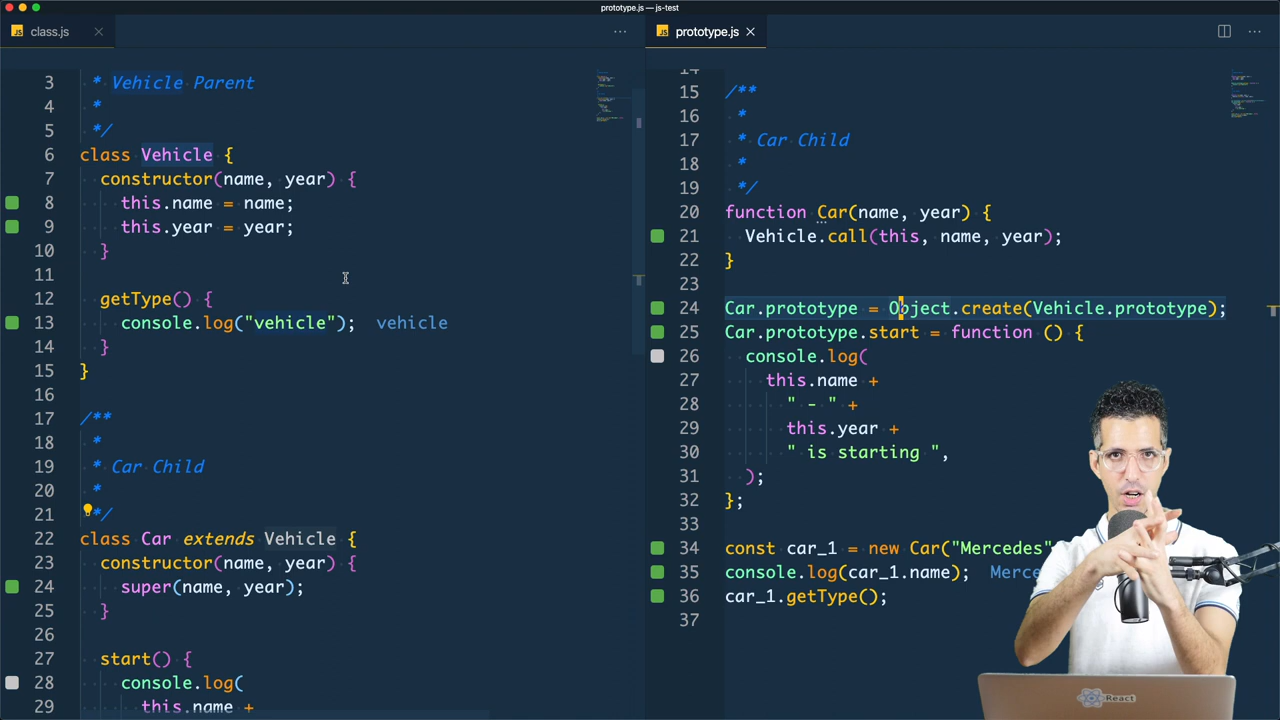 prototype.js — js-test
JS class.js ×
3 * Vehicle Parent
4 *
5 */
6 class Vehicle {
7 constructor(name, year) {
8 this.name = name;
9 this.year = year;
10 }
11
12 getType() {
13 console.log("vehicle"); vehicle
14 }
15 }
16
17 /**
18 *
19 * Car Child
20 *
21 */
22 class Car extends Vehicle {
23 constructor(name, year) {
24 super(name, year);
25 }
26
27 start() {
28 console.log(
29 this.name +
JS prototype.js ×
14
15 /**
16 *
17 * Car Child
18 *
19 */
20 function Car(name, year) {
21 Vehicle.call(this, name, year);
22 }
23
24 Car.prototype = Object.create(Vehicle.prototype);
25 Car.prototype.start = function () {
26 console.log(
27 this.name +
28 " - " +
29 this.year +
30 " is starting ",
31 );
32 };
33
34 const car_1 = new Car("Mercedes"
35 console.log(car_1.name); Merce
36 car_1.getType();
37
React